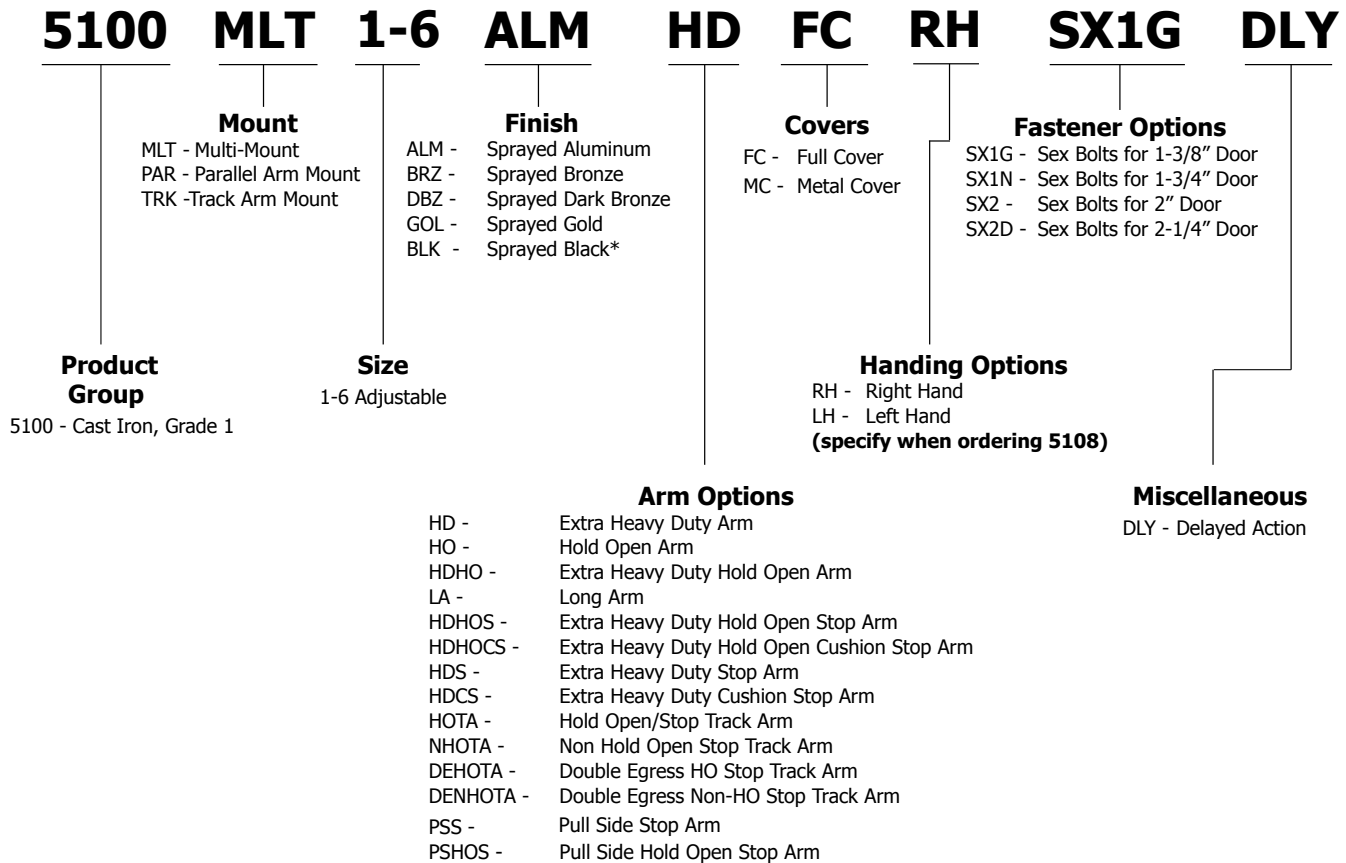 5100 MLT 1-6 ALM HD FC RH SX1G DLY
Mount
MLT - Multi-Mount
PAR - Parallel Arm Mount
TRK -Track Arm Mount
Finish
ALM - Sprayed Aluminum
BRZ - Sprayed Bronze
DBZ - Sprayed Dark Bronze
GOL - Sprayed Gold
BLK - Sprayed Black*
Covers
FC - Full Cover
MC - Metal Cover
Fastener Options
SX1G - Sex Bolts for 1-3/8” Door
SX1N - Sex Bolts for 1-3/4” Door
SX2 - Sex Bolts for 2” Door
SX2D - Sex Bolts for 2-1/4” Door
Product
Group
5100 - Cast Iron, Grade 1
Size
1-6 Adjustable
Handing Options
RH - Right Hand
LH - Left Hand
(specify when ordering 5108)
Arm Options
HD - Extra Heavy Duty Arm
HO - Hold Open Arm
HDHO - Extra Heavy Duty Hold Open Arm
LA - Long Arm
HDHOS - Extra Heavy Duty Hold Open Stop Arm
HDHOCS - Extra Heavy Duty Hold Open Cushion Stop Arm
HDS - Extra Heavy Duty Stop Arm
HDCS - Extra Heavy Duty Cushion Stop Arm
HOTA - Hold Open/Stop Track Arm
NHOTA - Non Hold Open Stop Track Arm
DEHOTA - Double Egress HO Stop Track Arm
DENHOTA - Double Egress Non-HO Stop Track Arm
PSS - Pull Side Stop Arm
PSHOS - Pull Side Hold Open Stop Arm
Miscellaneous
DLY - Delayed Action